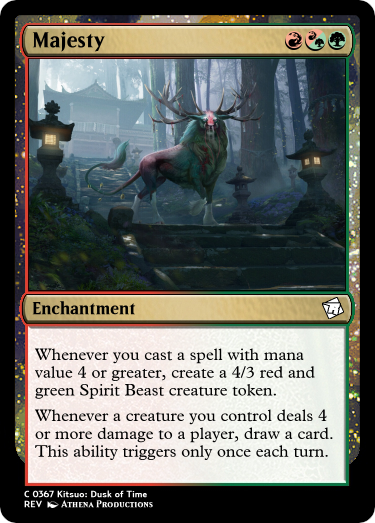 Majesty
Enchantment
Whenever you cast a spell with mana
value 4 or greater, create a 4/3 red and
green Spirit Beast creature token.
Whenever a creature you control deals 4
or more damage to a player, draw a card.
This ability triggers only once each turn.
C 0367 Kitsuo: Dusk of Time
REV Athena Productions